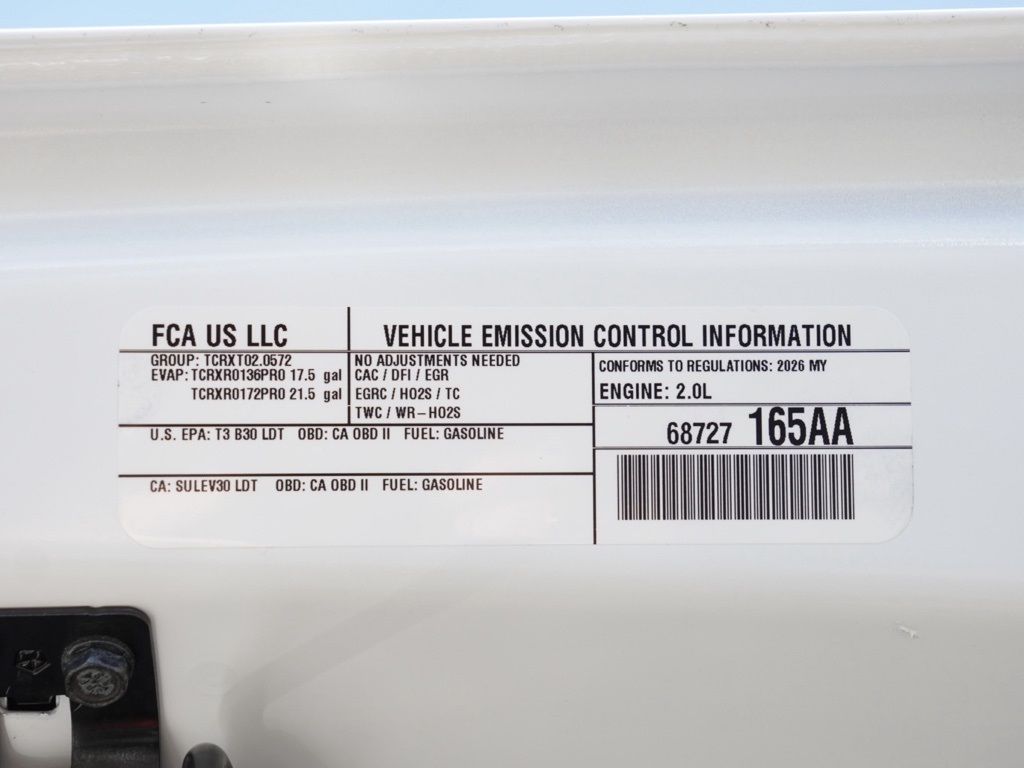 FCA US LLC
VEHICLE EMISSION CONTROL INFORMATION
GROUP: TCRXT02.0572
EVAP: TCRXR0136PR0 17.5 gal
TCRXR0172PR0 21.5 gal
NO ADJUSTMENTS NEEDED
CAC / DFI / EGR
EGRC / HO2S / TC
TWC / WR-HO2S
CONFORMS TO REGULATIONS: 2026 MY
ENGINE: 2.0L
68727 165AA
U.S. EPA: T3 B30 LDT OBD: CA OBD II FUEL: GASOLINE
CA: SULEV30 LDT OBD: CA OBD II FUEL: GASOLINE